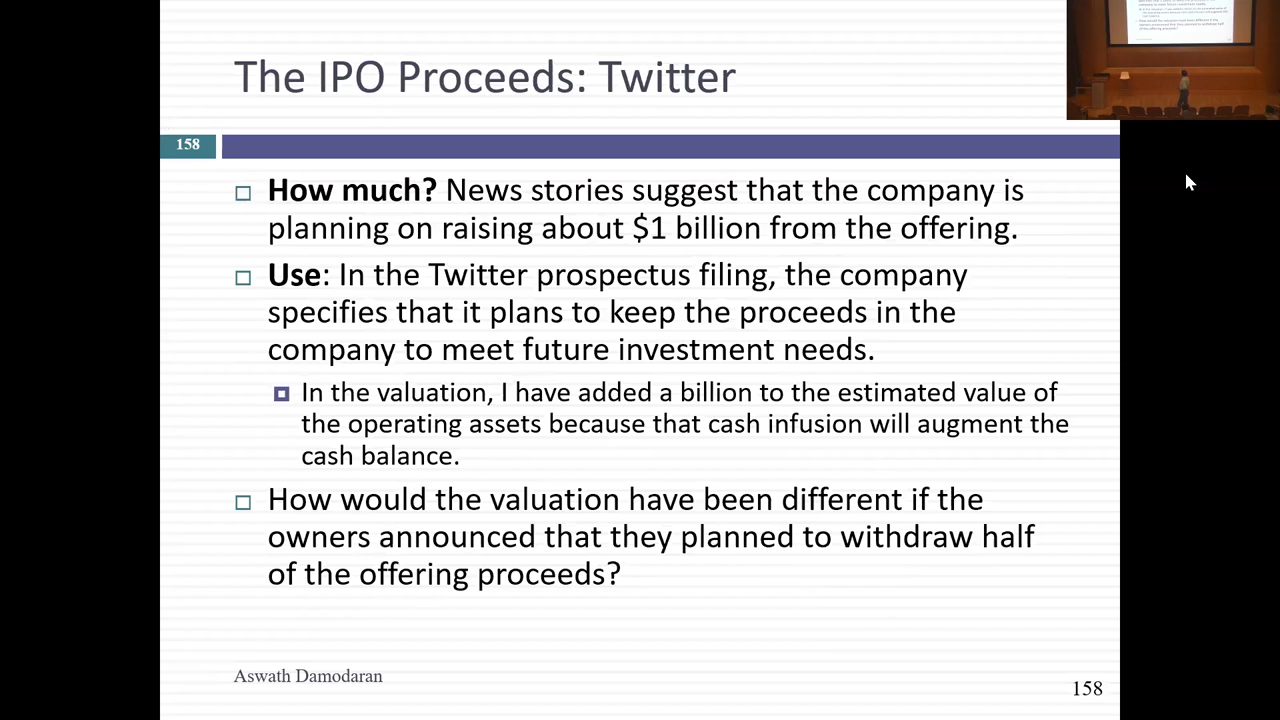 The IPO Proceeds: Twitter
158
How much? News stories suggest that the company is
planning on raising about $1 billion from the offering.
Use: In the Twitter prospectus filing, the company
specifies that it plans to keep the proceeds in the
company to meet future investment needs.
In the valuation, I have added a billion to the estimated value of
the operating assets because that cash infusion will augment the
cash balance.
How would the valuation have been different if the
owners announced that they planned to withdraw half
of the offering proceeds?
Aswath Damodaran
158